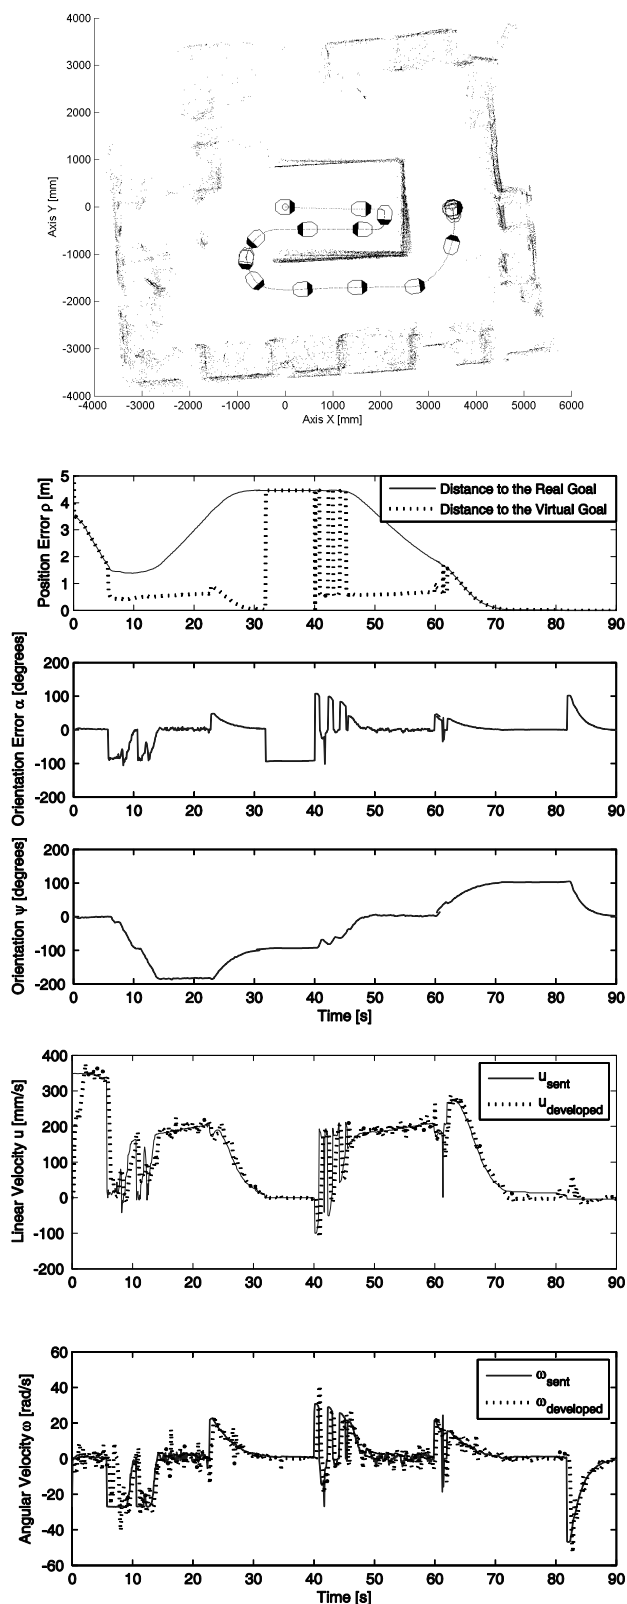 4000
3000
2000
1000
0
-1000
-2000
-3000
-4000
Axis Y [mm]
-4000 -3000 -2000 -1000 0 1000 2000 3000 4000 5000 6000
Axis X [mm]
Position Error ρ [m]
5
4
3
2
1
0
Distance to the Real Goal
Distance to the Virtual Goal
0 10 20 30 40 50 60 70 80 90
Orientation Error α [degrees]
200
100
0
-100
-200
0 10 20 30 40 50 60 70 80 90
Orientation ψ [degrees]
200
100
0
-100
-200
0 10 20 30 40 50 60 70 80 90
Time [s]
Linear Velocity u [mm/s]
400
300
200
100
0
-100
-200
u sent
u developed
0 10 20 30 40 50 60 70 80 90
Angular Velocity ω [rad/s]
60
40
20
0
-20
-40
-60
ω sent
ω developed
0 10 20 30 40 50 60 70 80 90
Time [s]